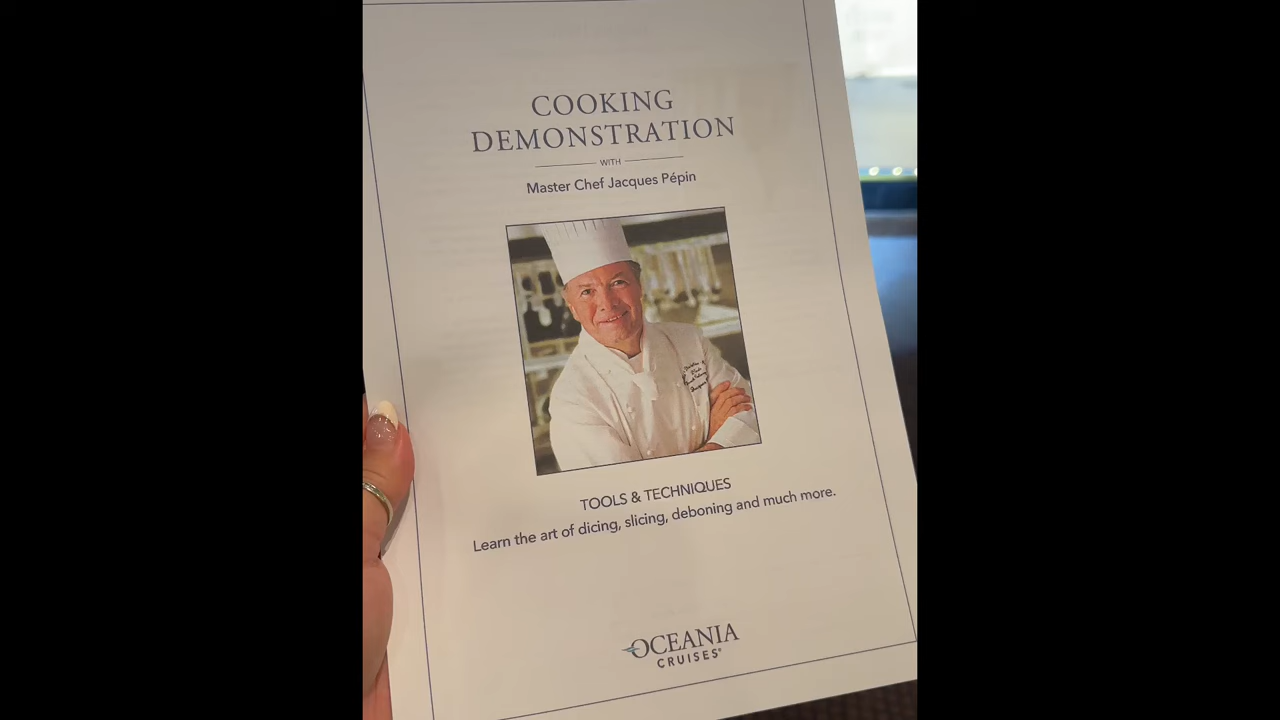 COOKING
DEMONSTRATION
WITH
Master Chef Jacques Pépin
TOOLS & TECHNIQUES
Learn the art of dicing, slicing, deboning and much more.
OCEANIA
CRUISES®